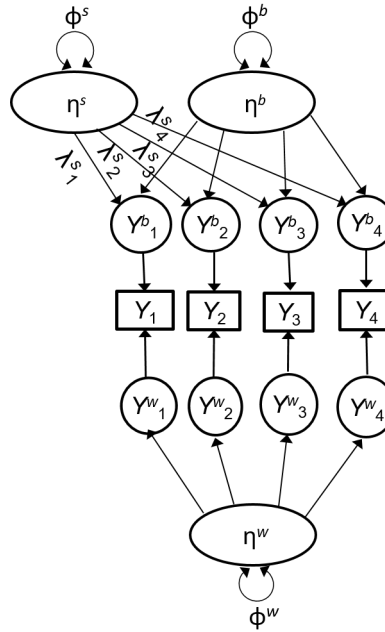 Φˢ Φᵇ
ηˢ ηᵇ
λˢ₁ λˢ₂ λˢ₃ λˢ₄
Yᵇ₁ Yᵇ₂ Yᵇ₃ Yᵇ₄
Y₁ Y₂ Y₃ Y₄
Yʷ₁ Yʷ₂ Yʷ₃ Yʷ₄
ηʷ
Φʷ